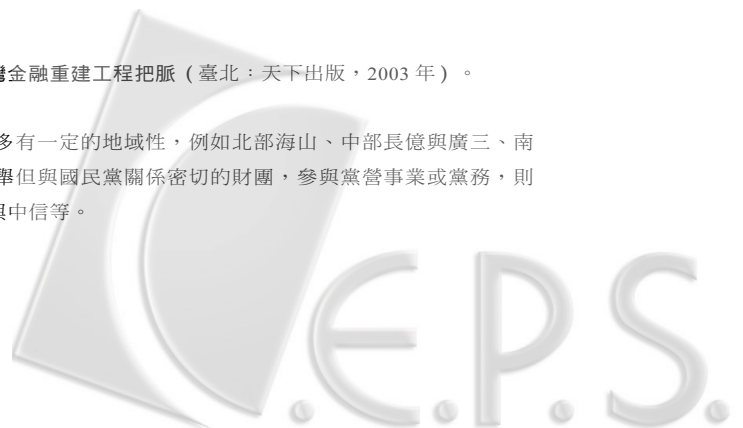 灣金融重建工程把脈（臺北：天下出版，2003 年）。
多有一定的地域性，例如北部海山、中部長億與廣三、南
舉但與國民黨關係密切的財團，參與黨營事業或黨務，則
與中信等。
C.E.P.S.